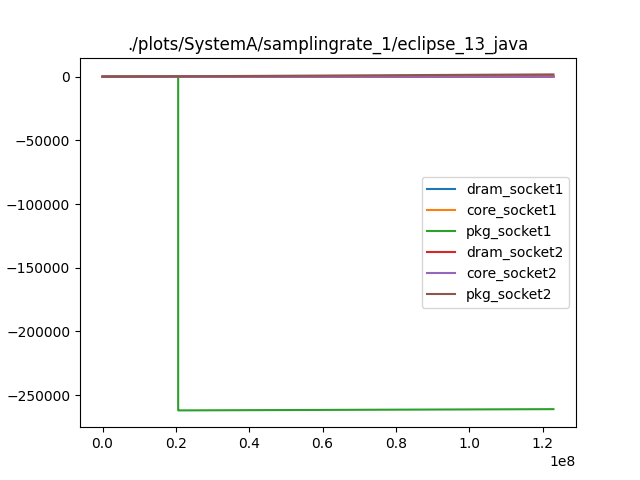 ./plots/SystemA/samplingrate_1/eclipse_13_java
0
−50000
−100000
−150000
−200000
−250000
dram_socket1
core_socket1
pkg_socket1
dram_socket2
core_socket2
pkg_socket2
0.0 0.2 0.4 0.6 0.8 1.0 1.2
1e8